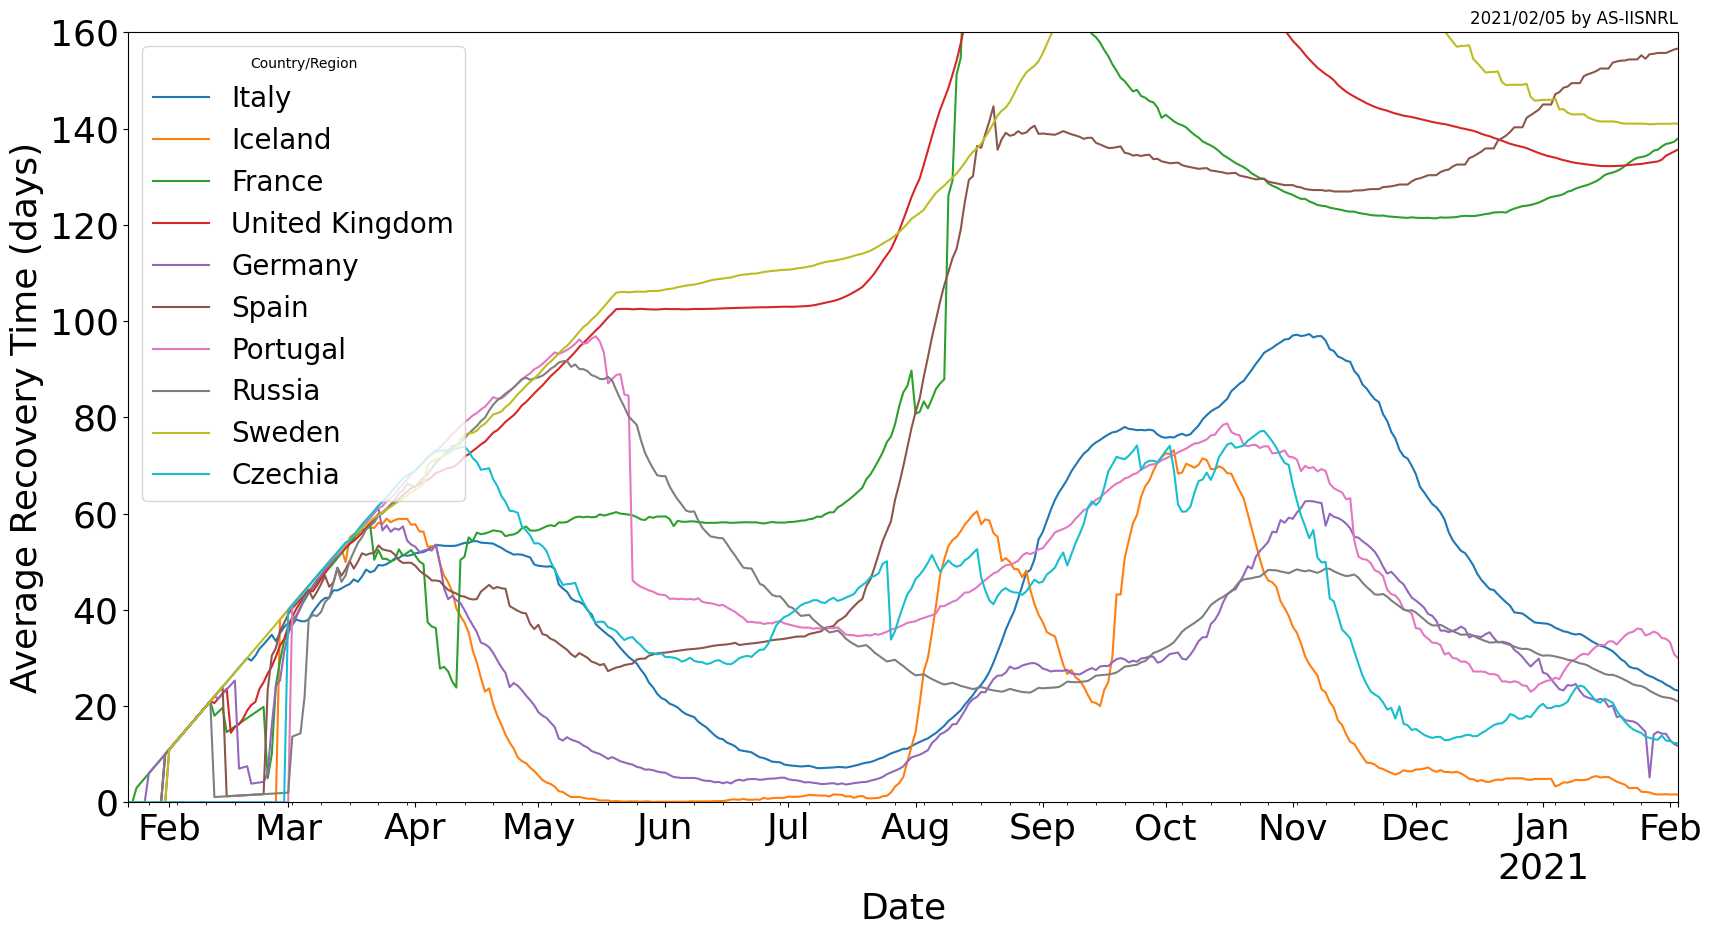 2021/02/05 by AS-IISNRL
160
140
120
100
80
60
40
20
0
Average Recovery Time (days)
Country/Region
Italy
Iceland
France
United Kingdom
Germany
Spain
Portugal
Russia
Sweden
Czechia
Feb Mar Apr May Jun Jul Aug Sep Oct Nov Dec Jan Feb
2021
Date